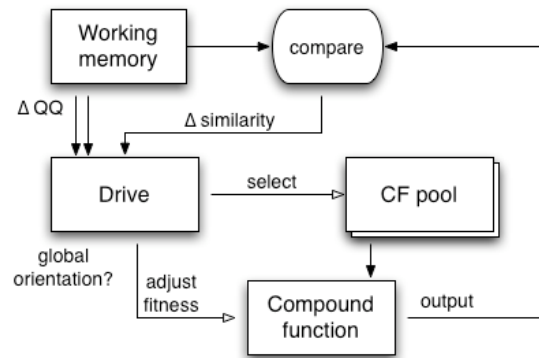 Working
memory
compare
Δ QQ
Δ similarity
Drive
select
CF pool
global
orientation?
adjust
fitness
Compound
function
output